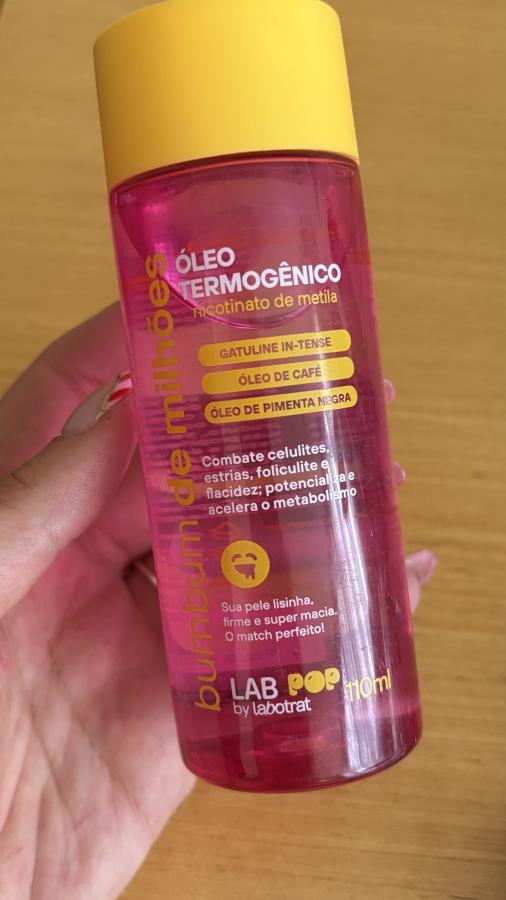 bumbum de milhões
ÓLEO
TERMOGÊNICO
nicotinato de metila
GATULINE IN-TENSE
ÓLEO DE CAFÉ
ÓLEO DE PIMENTA NEGRA
Combate celulites,
estrias, foliculite e
flacidez; potencializa e
acelera o metabolismo
Sua pele lisinha,
firme e super macia.
O match perfeito!
LAB POP
by labotrat
110ml